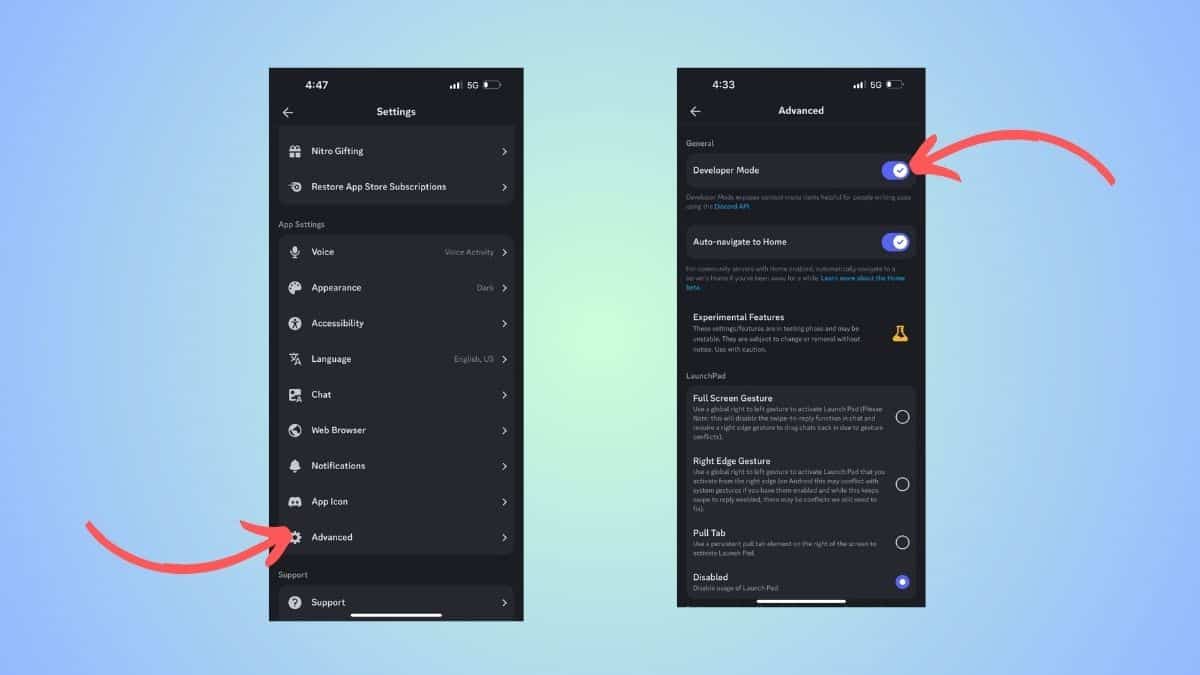 4:47
5G
Settings
Nitro Gifting
Restore App Store Subscriptions
App Settings
Voice Voice Activity
Appearance Dark
Accessibility
Language English, US
Chat
Web Browser
Notifications
App Icon
Advanced
Support
Support
4:33
5G
Advanced
General
Developer Mode
Developer Mode exposes context menu items helpful for people writing bots
using the Discord API.
Auto-navigate to Home
For community servers with Home enabled, automatically navigate to a
server's Home if you've been away for a while. Learn more about the Home
beta.
Experimental Features
These settings/features are in testing phase and may be
unstable. They are subject to change or removal without
notice. Use with caution.
LaunchPad
Full Screen Gesture
Use a global right to left gesture to activate Launch Pad (Please
Note: this will disable the swipe-to-reply function in chat and
require a right edge gesture to drag chats back in due to gesture
conflicts).
Right Edge Gesture
Use a global right to left gesture to activate Launch Pad that you
activate from the right edge (on Android this may conflict with
system gestures if you have them enabled and while this keeps
swipe to reply enabled, there may be conflicts we still need to
fix).
Pull Tab
Use a persistent pull tab element on the right of the screen to
activate Launch Pad.
Disabled
Disable usage of Launch Pad.